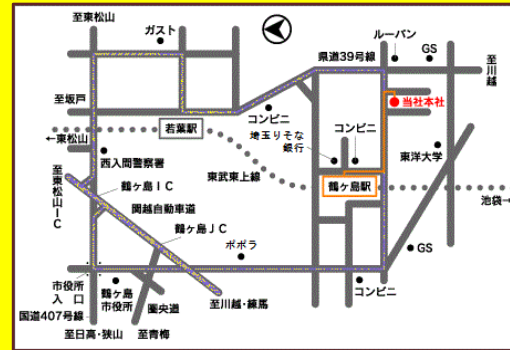 至東松山
ガスト
ルーパン
GS
県道39号線
至川越
至坂戸
当社本社
若葉駅
コンビニ
埼玉りそな
銀行
コンビニ
←東松山
西入間警察署
東武東上線
東洋大学
至東松山IC
鶴ヶ島IC
鶴ヶ島駅
池袋→
関越自動車道
鶴ヶ島JC
ポポラ
GS
市役所
入口
鶴ヶ島
市役所
圏央道
至川越・練馬
コンビニ
国道407号線
至日高・狭山
至青梅